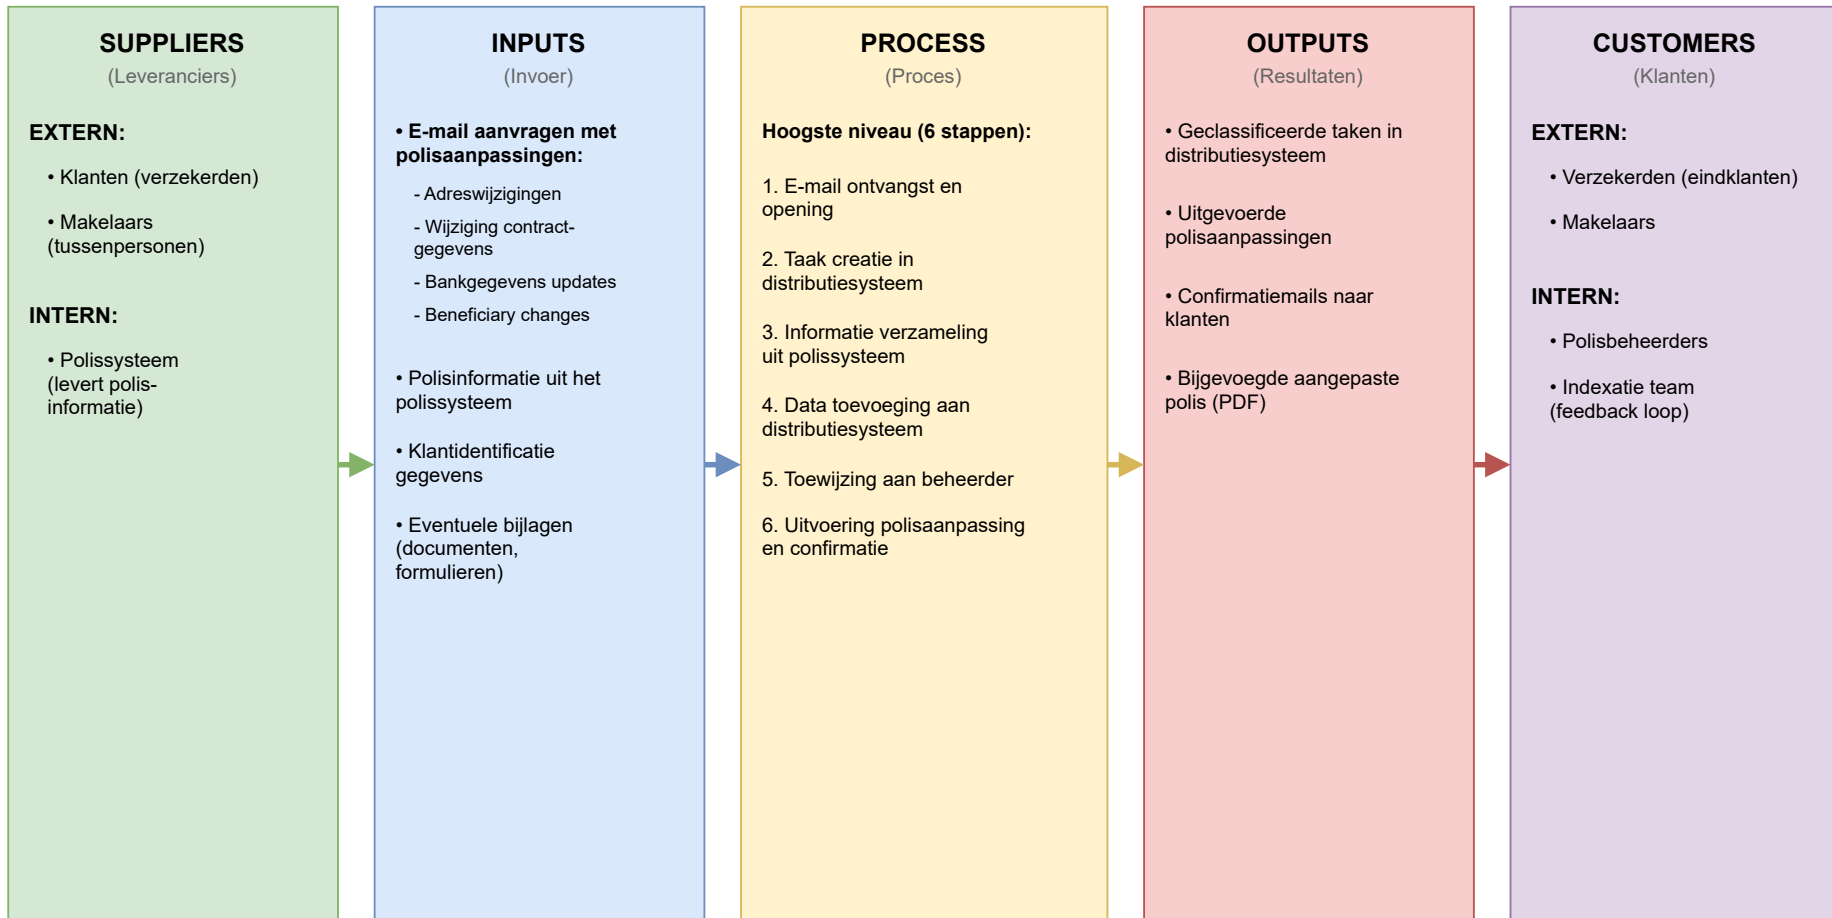 SUPPLIERS
(Leveranciers)
EXTERN:
• Klanten (verzekerden)
• Makelaars
(tussenpersonen)
INTERN:
• Polissysteem
(levert polis-
informatie)
INPUTS
(Invoer)
• E-mail aanvragen met
polisaanpassingen:
- Adreswijzigingen
- Wijziging contract-
gegevens
- Bankgegevens updates
- Beneficiary changes
• Polisinformatie uit het
polissysteem
• Klantidentificatie
gegevens
• Eventuele bijlagen
(documenten,
formulieren)
PROCESS
(Proces)
Hoogste niveau (6 stappen):
1. E-mail ontvangst en
opening
2. Taak creatie in
distributiesysteem
3. Informatie verzameling
uit polissysteem
4. Data toevoeging aan
distributiesysteem
5. Toewijzing aan beheerder
6. Uitvoering polisaanpassing
en confirmatie
OUTPUTS
(Resultaten)
• Geclassificeerde taken in
distributiesysteem
• Uitgevoerde
polisaanpassingen
• Confirmatiemails naar
klanten
• Bijgevoegde aangepaste
polis (PDF)
CUSTOMERS
(Klanten)
EXTERN:
• Verzekerden (eindklanten)
• Makelaars
INTERN:
• Polisbeheerders
• Indexatie team
(feedback loop)